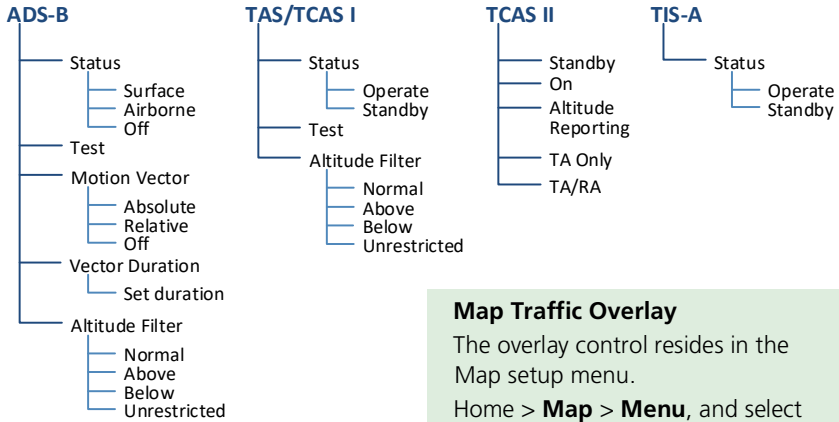 ADS-B
Status
Surface
Airborne
Off
Test
Motion Vector
Absolute
Relative
Off
Vector Duration
Set duration
Altitude Filter
Normal
Above
Below
Unrestricted
TAS/TCAS I
Status
Operate
Standby
Test
Altitude Filter
Normal
Above
Below
Unrestricted
TCAS II
Standby
On
Altitude
Reporting
TA Only
TA/RA
TIS-A
Status
Operate
Standby
Map Traffic Overlay
The overlay control resides in the
Map setup menu.
Home > Map > Menu, and select